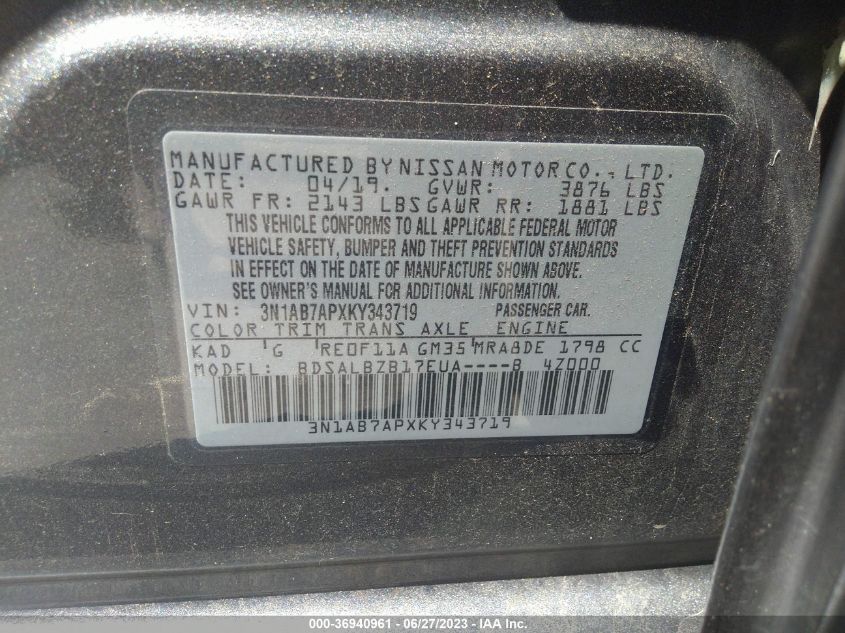 MANUFACTURED BY NISSAN MOTOR CO., LTD.
DATE: 04/19. GVWR: 3876 LBS
GAWR FR: 2143 LBS GAWR RR: 1881 LBS
THIS VEHICLE CONFORMS TO ALL APPLICABLE FEDERAL MOTOR
VEHICLE SAFETY, BUMPER AND THEFT PREVENTION STANDARDS
IN EFFECT ON THE DATE OF MANUFACTURE SHOWN ABOVE.
SEE OWNER'S MANUAL FOR ADDITIONAL INFORMATION.
VIN: 3N1AB7APXKY343719 PASSENGER CAR.
COLOR TRIM TRANS AXLE ENGINE
KAD G RE0F11A GM35 MRA8DE 1798 CC
MODEL: BDSALBZB17EUA----B 4Z000
3N1AB7APXKY343719
000-36940961 - 06/27/2023 - IAA Inc.